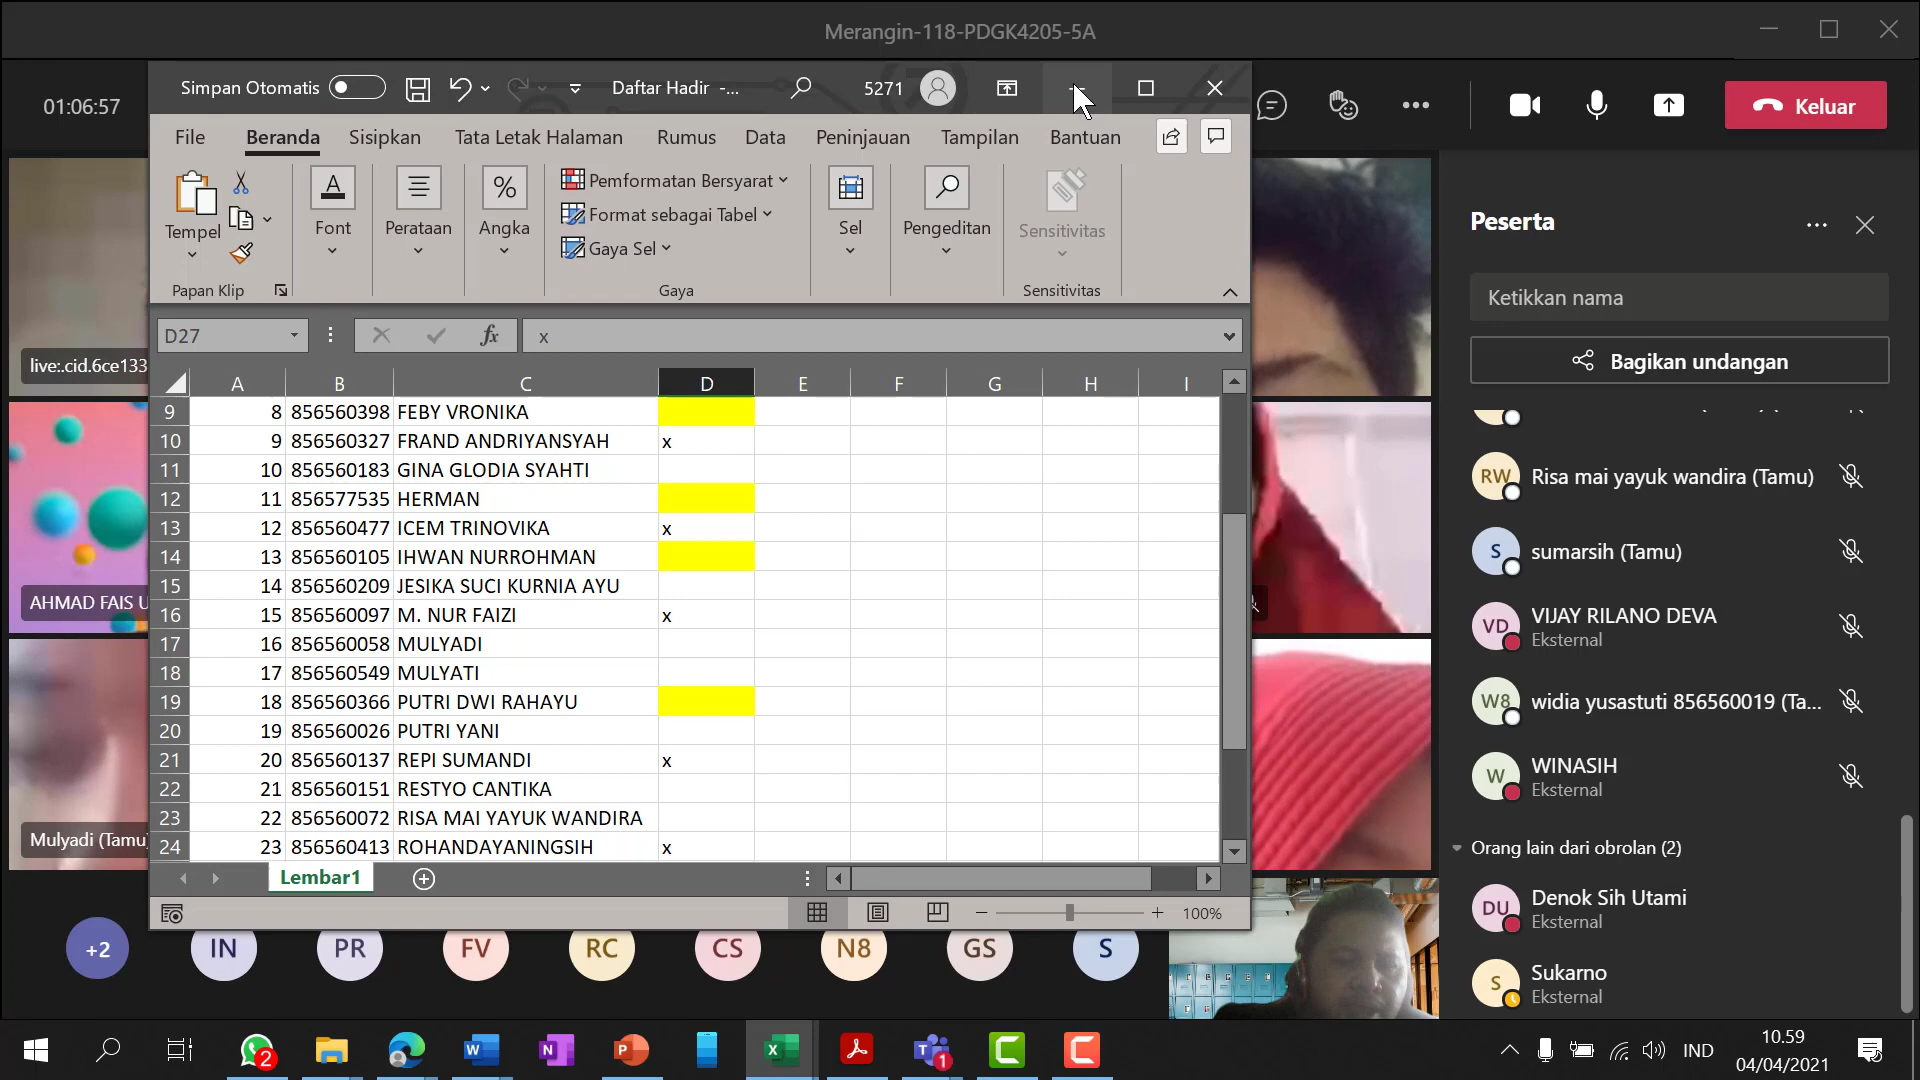 Merangin-118-PDGK4205-5A
01:06:57
Keluar
Simpan Otomatis
Daftar Hadir -...
5271
File
Beranda
Sisipkan
Tata Letak Halaman
Rumus
Data
Peninjauan
Tampilan
Bantuan
Tempel
Font
Perataan
Angka
Pemformatan Bersyarat
Format sebagai Tabel
Gaya Sel
Sel
Pengeditan
Sensitivitas
Papan Klip
Gaya
Sensitivitas
D27
fx
x
A B C D E F G H I
9 8 856560398 FEBY VRONIKA
10 9 856560327 FRAND ANDRIYANSYAH x
11 10 856560183 GINA GLODIA SYAHTI
12 11 856577535 HERMAN
13 12 856560477 ICEM TRINOVIKA x
14 13 856560105 IHWAN NURROHMAN
15 14 856560209 JESIKA SUCI KURNIA AYU
16 15 856560097 M. NUR FAIZI x
17 16 856560058 MULYADI
18 17 856560549 MULYATI
19 18 856560366 PUTRI DWI RAHAYU
20 19 856560026 PUTRI YANI
21 20 856560137 REPI SUMANDI x
22 21 856560151 RESTYO CANTIKA
23 22 856560072 RISA MAI YAYUK WANDIRA
24 23 856560413 ROHANDAYANINGSIH x
Lembar1
100%
live:.cid.6ce133
AHMAD FAIS U
Mulyadi (Tamu)
+2
IN
PR
FV
RC
CS
N8
GS
S
Peserta
Ketikkan nama
Bagikan undangan
RW
Risa mai yayuk wandira (Tamu)
S
sumarsih (Tamu)
VD
VIJAY RILANO DEVA
Eksternal
W8
widia yusastuti 856560019 (Ta...
W
WINASIH
Eksternal
Orang lain dari obrolan (2)
DU
Denok Sih Utami
Eksternal
S
Sukarno
Eksternal
2
1
IND
10.59
04/04/2021